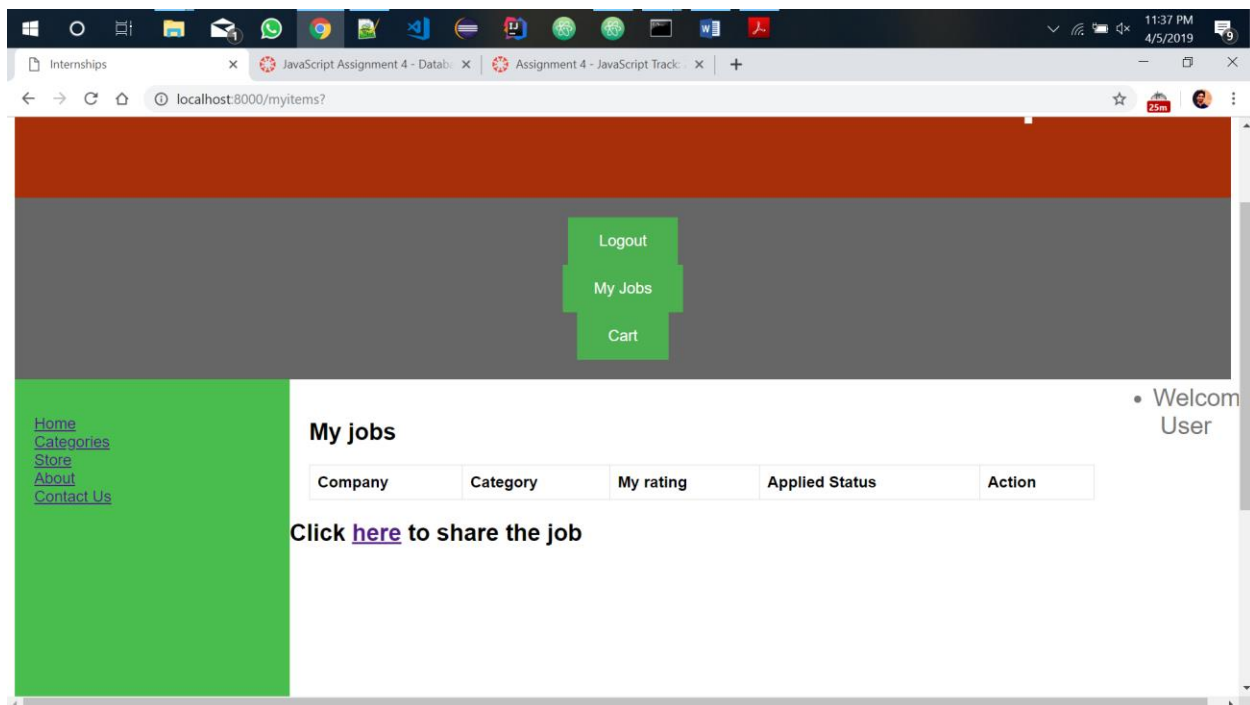 11:37 PM
4/5/2019
9
1
W
Internships
JavaScript Assignment 4 - Databa
Assignment 4 - JavaScript Track:
localhost:8000/myitems?
25m
Logout
My Jobs
Cart
Home
Categories
Store
About
Contact Us
My jobs
Company Category My rating Applied Status Action
Click here to share the job
• Welcom
User